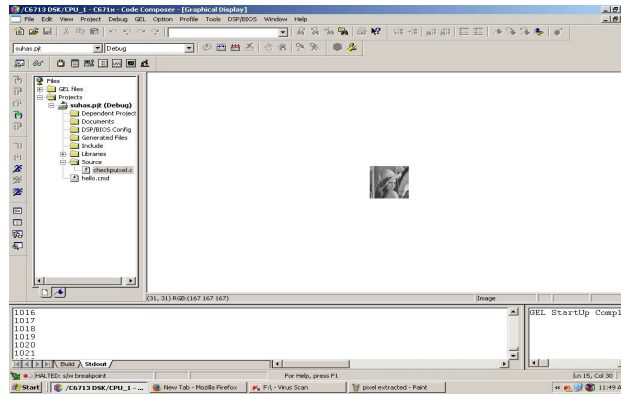 /C6713 DSK/CPU_1 - C671x - Code Composer - [Graphical Display]
File Edit View Project Debug GEL Option Profile Tools DSP/BIOS Window Help
suhas.pjt Debug
Files
GEL files
Projects
suhas.pjt (Debug)
Dependent Project
Documents
DSP/BIOS Config
Generated Files
Include
Libraries
Source
checkpuixel.c
hello.cmd
(31, 31) RGB:(167 167 167) Image
1016
1017
1018
1019
1020
1021
GEL StartUp Compl
Build Stdout
HALTED: s/w breakpoint For Help, press F1 Ln 15, Col 30
Start /C6713 DSK/CPU_1 - ... New Tab - Mozilla Firefox F:\ - Virus Scan pixel extracted - Paint 11:49 A